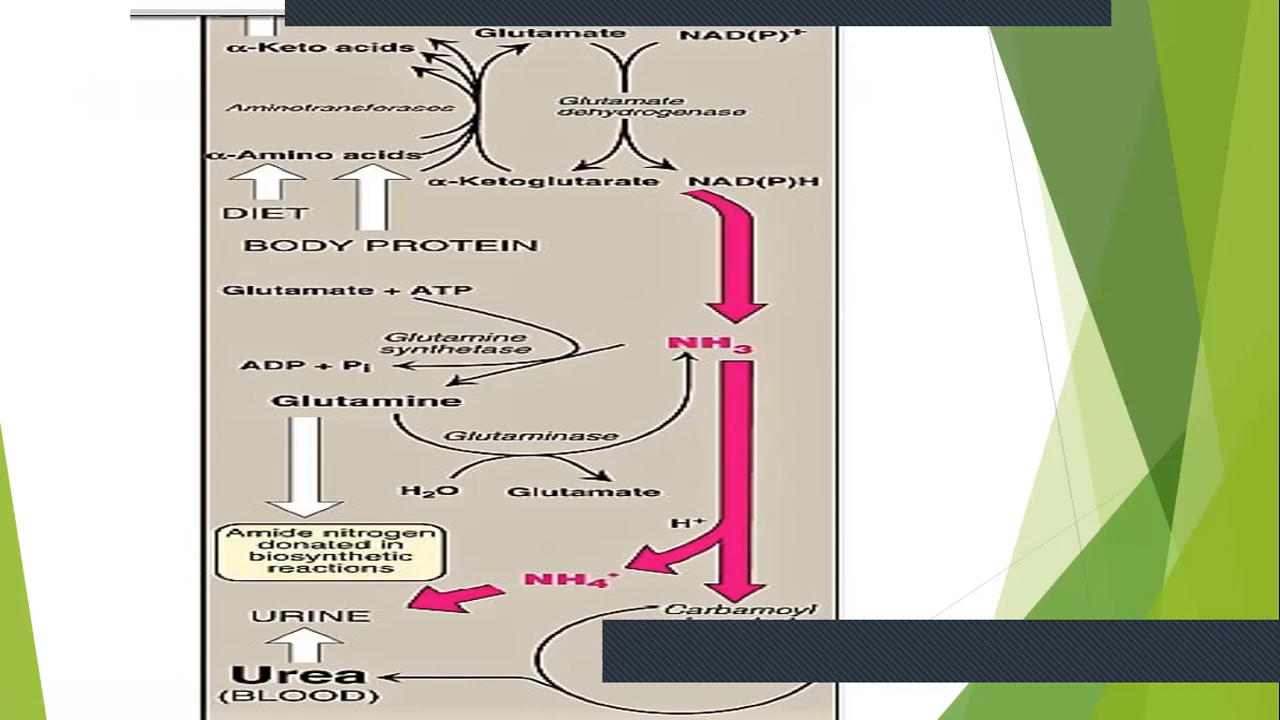 Glutamate NAD(P)+
α-Keto acids
Aminotransferases
Glutamate
dehydrogenase
α-Amino acids
α-Ketoglutarate NAD(P)H
DIET
BODY PROTEIN
Glutamate + ATP
Glutamine
synthetase
NH3
ADP + Pi
Glutamine
Glutaminase
H2O Glutamate
H+
Amide nitrogen
donated in
biosynthetic
reactions
NH4+
Carbamoyl
URINE
Urea
(BLOOD)